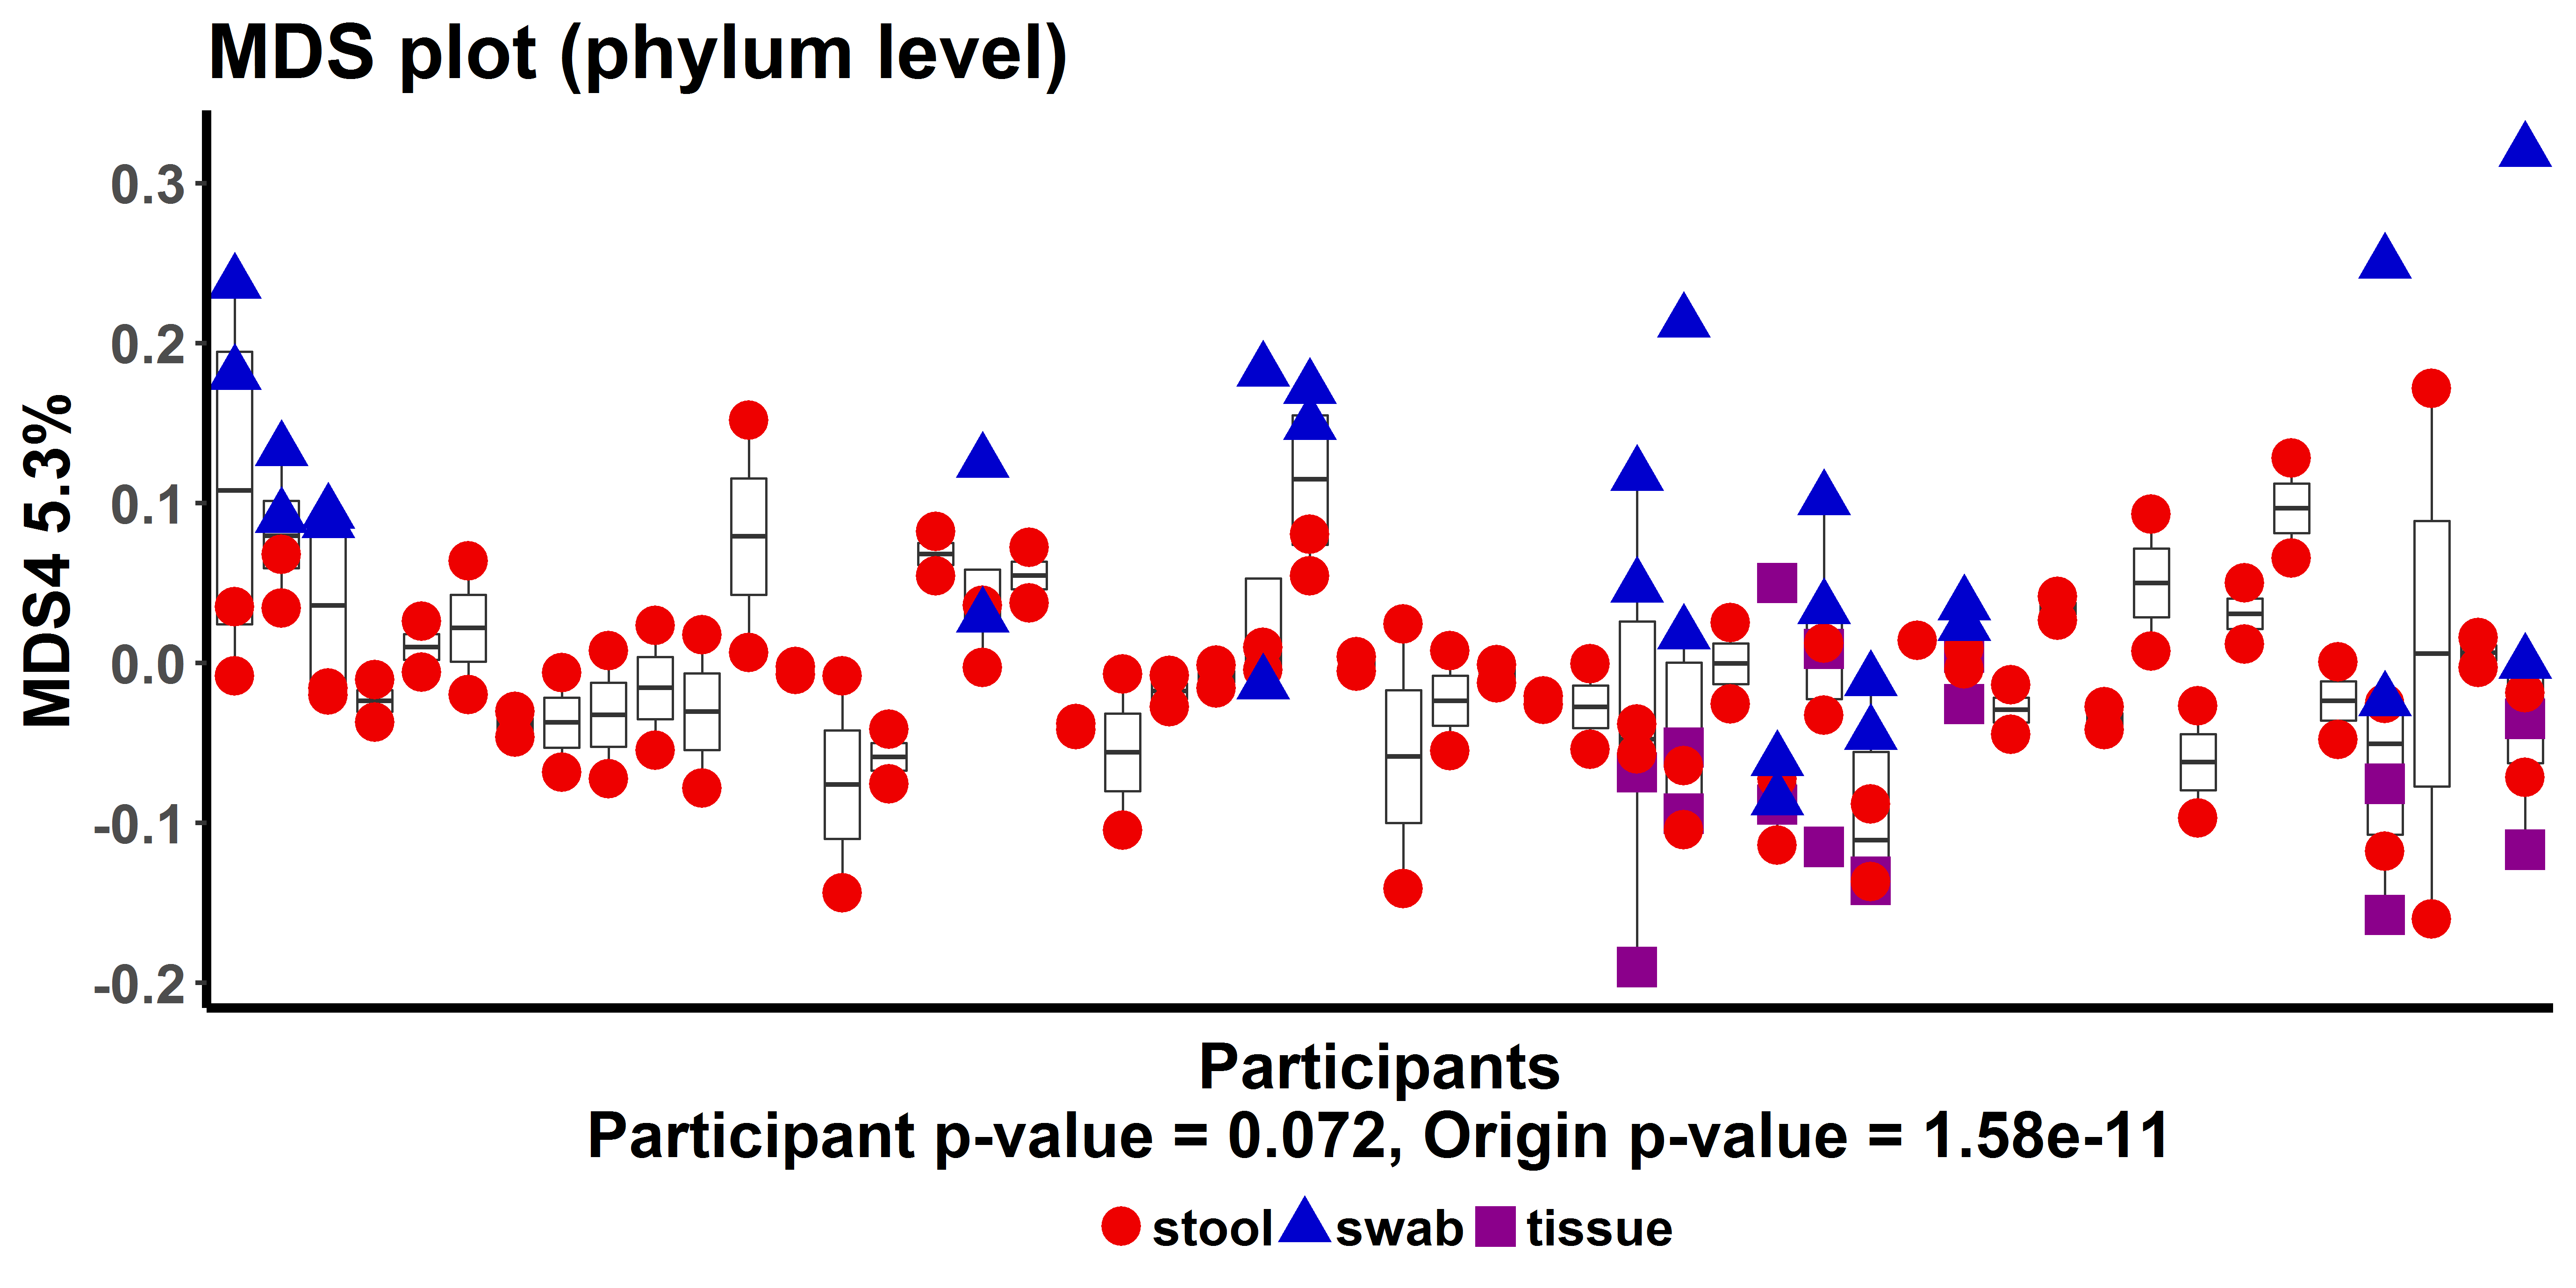 MDS plot (phylum level)
MDS4 5.3%
0.3
0.2
0.1
0.0
-0.1
-0.2
Participants
Participant p-value = 0.072, Origin p-value = 1.58e-11
stool swab tissue